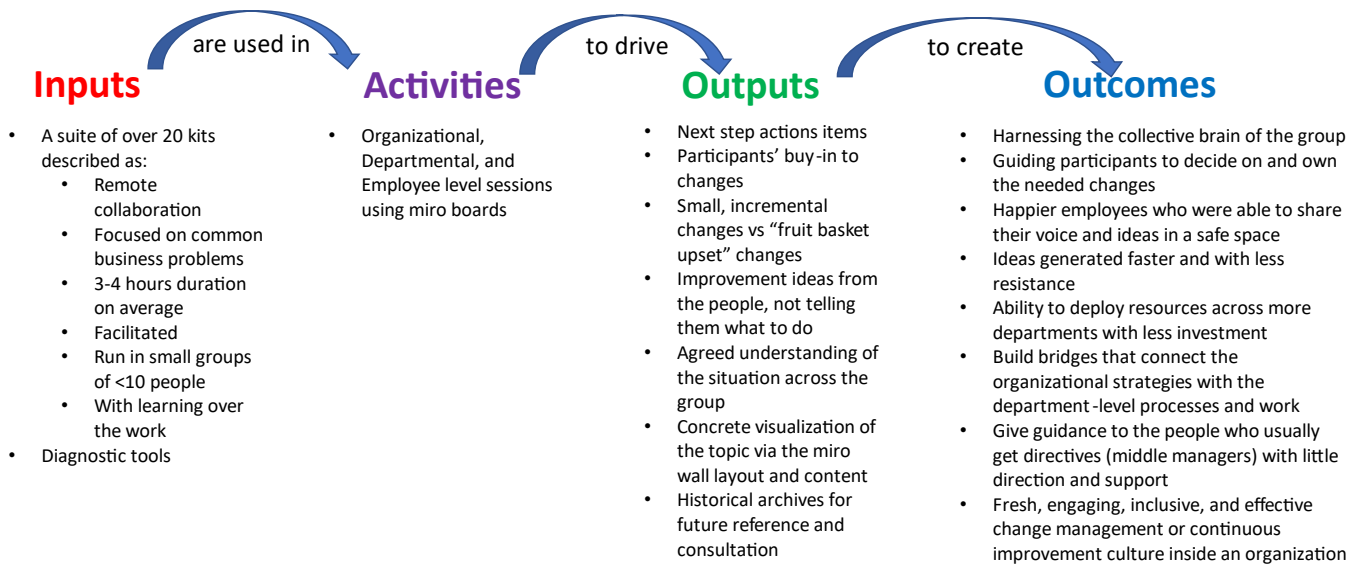 are used in
to drive
to create
Inputs
Activities
Outputs
Outcomes
• A suite of over 20 kits
described as:
• Remote
collaboration
• Focused on common
business problems
• 3-4 hours duration
on average
• Facilitated
• Run in small groups
of <10 people
• With learning over
the work
• Diagnostic tools
• Organizational,
Departmental, and
Employee level sessions
using miro boards
• Next step actions items
• Participants’ buy-in to
changes
• Small, incremental
changes vs “fruit basket
upset” changes
• Improvement ideas from
the people, not telling
them what to do
• Agreed understanding of
the situation across the
group
• Concrete visualization of
the topic via the miro
wall layout and content
• Historical archives for
future reference and
consultation
• Harnessing the collective brain of the group
• Guiding participants to decide on and own
the needed changes
• Happier employees who were able to share
their voice and ideas in a safe space
• Ideas generated faster and with less
resistance
• Ability to deploy resources across more
departments with less investment
• Build bridges that connect the
organizational strategies with the
department-level processes and work
• Give guidance to the people who usually
get directives (middle managers) with little
direction and support
• Fresh, engaging, inclusive, and effective
change management or continuous
improvement culture inside an organization